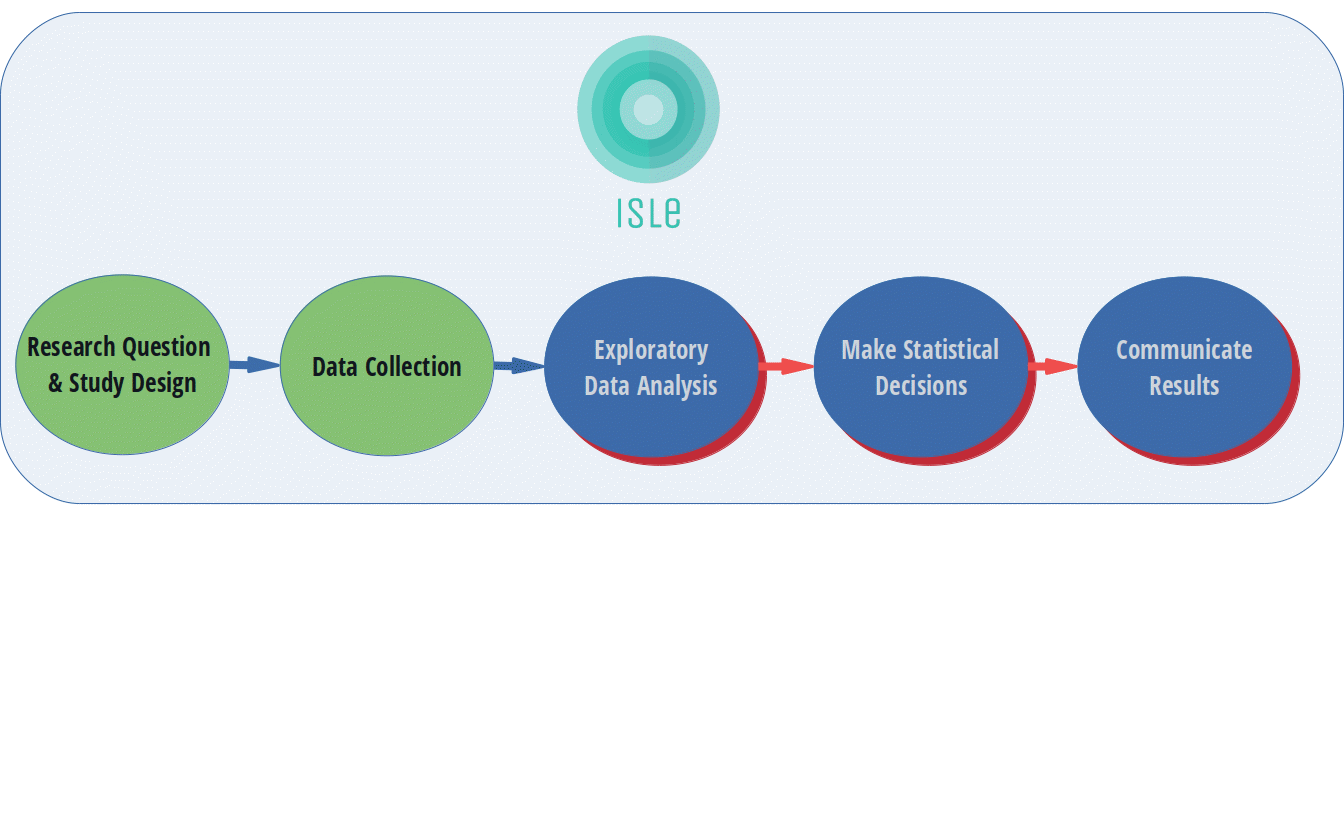 ISLe
Research Question
& Study Design
Data Collection
Exploratory
Data Analysis
Make Statistical
Decisions
Communicate
Results